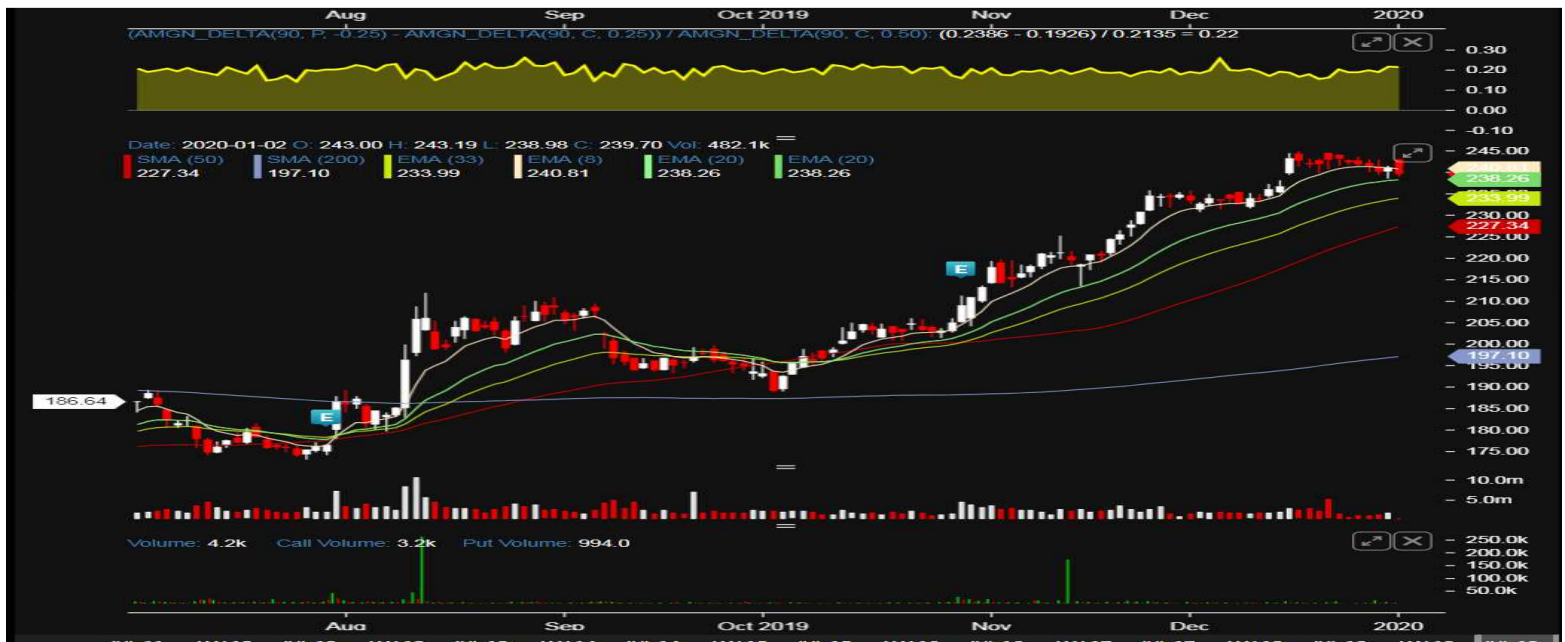 Aug Sep Oct 2019 Nov Dec 2020
(AMGN_DELTA(90, P, -0.25) - AMGN_DELTA(90, C, 0.25)) / AMGN_DELTA(90, C, 0.50): (0.2386 - 0.1926) / 0.2135 = 0.22
0.30
0.20
0.10
0.00
-0.10
Date: 2020-01-02 O: 243.00 H: 243.19 L: 238.98 C: 239.70 Vol: 482.1k
SMA (50) SMA (200) EMA (33) EMA (8) EMA (20) EMA (20)
227.34 197.10 233.99 240.81 238.26 238.26
245.00
238.26
233.99
230.00
227.34
225.00
220.00
215.00
E
210.00
205.00
200.00
197.10
195.00
190.00
186.64
185.00
E
180.00
175.00
10.0m
5.0m
Volume: 4.2k Call Volume: 3.2k Put Volume: 994.0
250.0k
200.0k
150.0k
100.0k
50.0k
Aug Sep Oct 2019 Nov Dec 2020